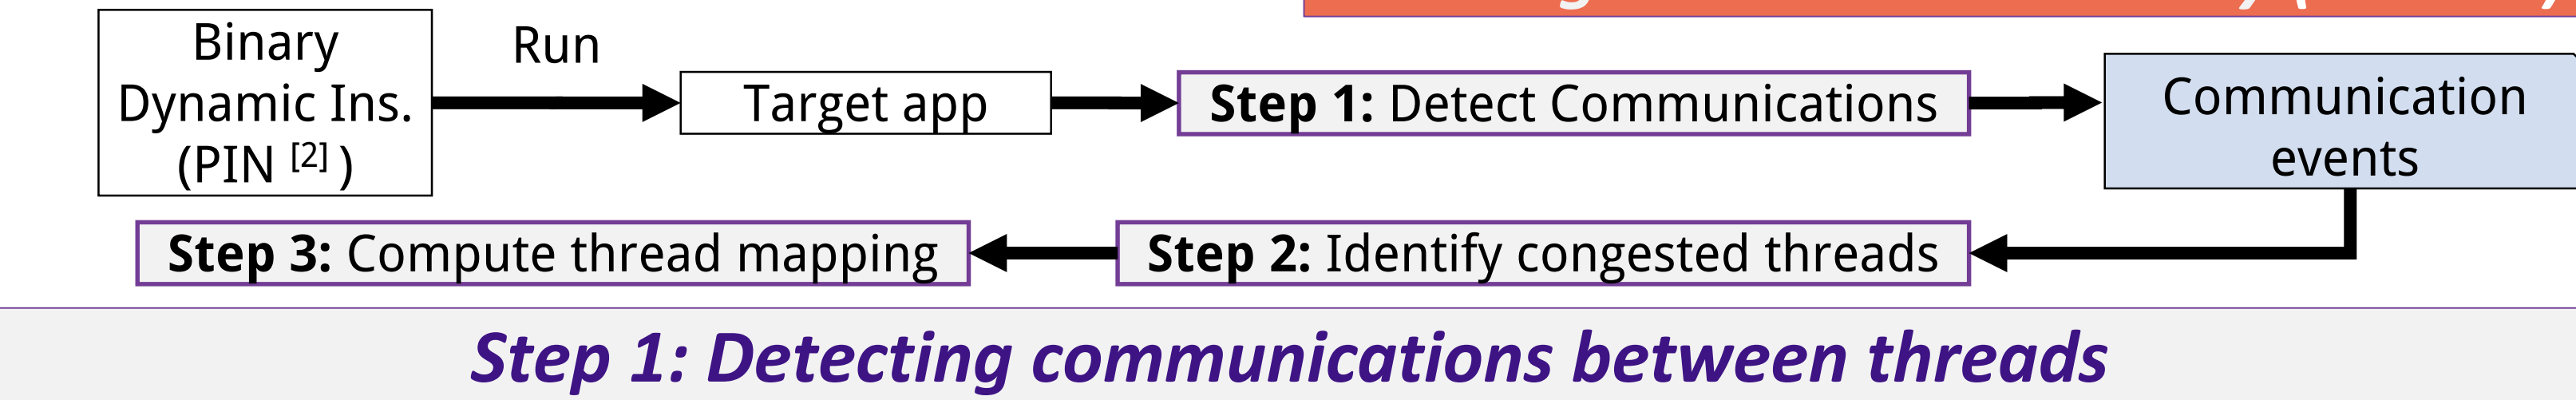 Binary
Dynamic Ins.
(PIN [2] )
Run
Target app
Step 1: Detect Communications
Communication
events
Step 2: Identify congested threads
Step 3: Compute thread mapping
Step 1: Detecting communications between threads